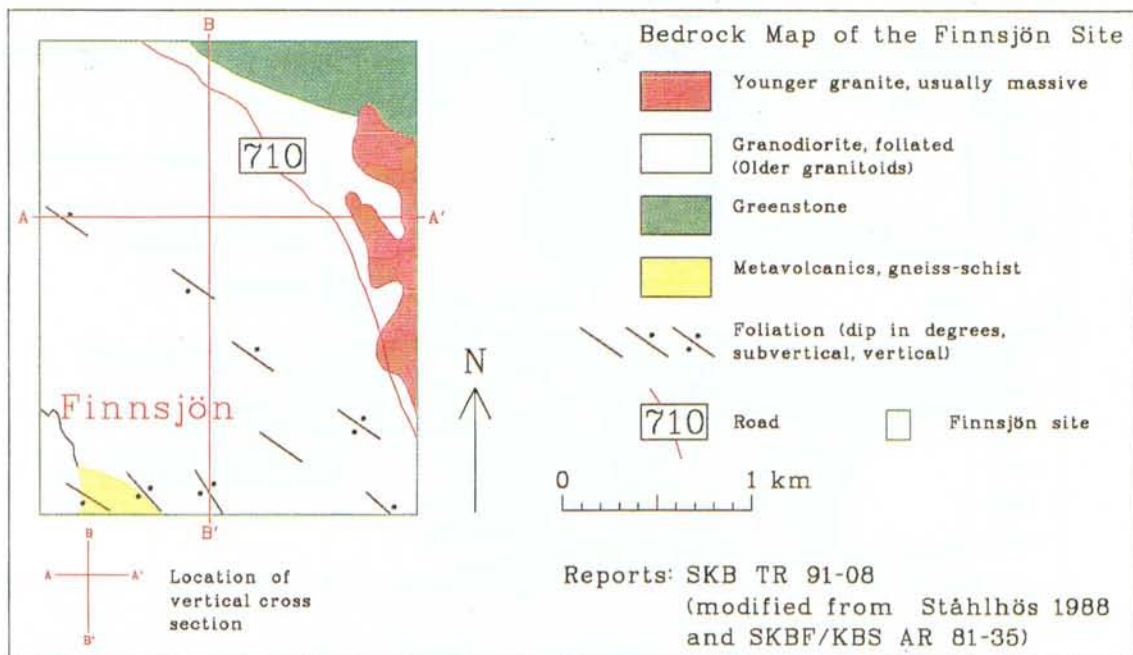 B
710
A
A'
Finnsjön
B'
N
B
A
A'
B'
Location of
vertical cross
section
Bedrock Map of the Finnsjön Site
Younger granite, usually massive
Granodiorite, foliated
(Older granitoids)
Greenstone
Metavolcanics, gneiss-schist
Foliation (dip in degrees,
subvertical, vertical)
710
Road
Finnsjön site
0
1 km
Reports: SKB TR 91-08
(modified from Ståhlhös 1988
and SKBF/KBS AR 81-35)